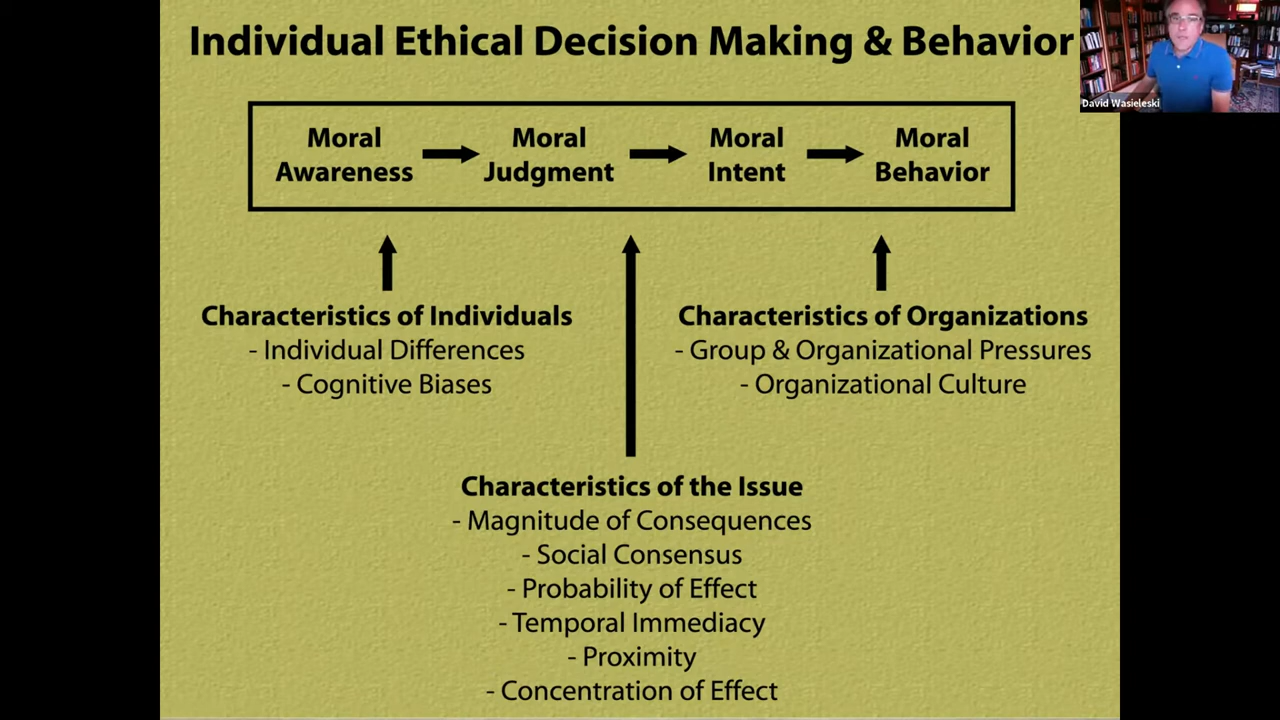 Individual Ethical Decision Making & Behavior
David Wasieleski
Moral Awareness
Moral Judgment
Moral Intent
Moral Behavior
Characteristics of Individuals
- Individual Differences
- Cognitive Biases
Characteristics of Organizations
- Group & Organizational Pressures
- Organizational Culture
Characteristics of the Issue
- Magnitude of Consequences
- Social Consensus
- Probability of Effect
- Temporal Immediacy
- Proximity
- Concentration of Effect